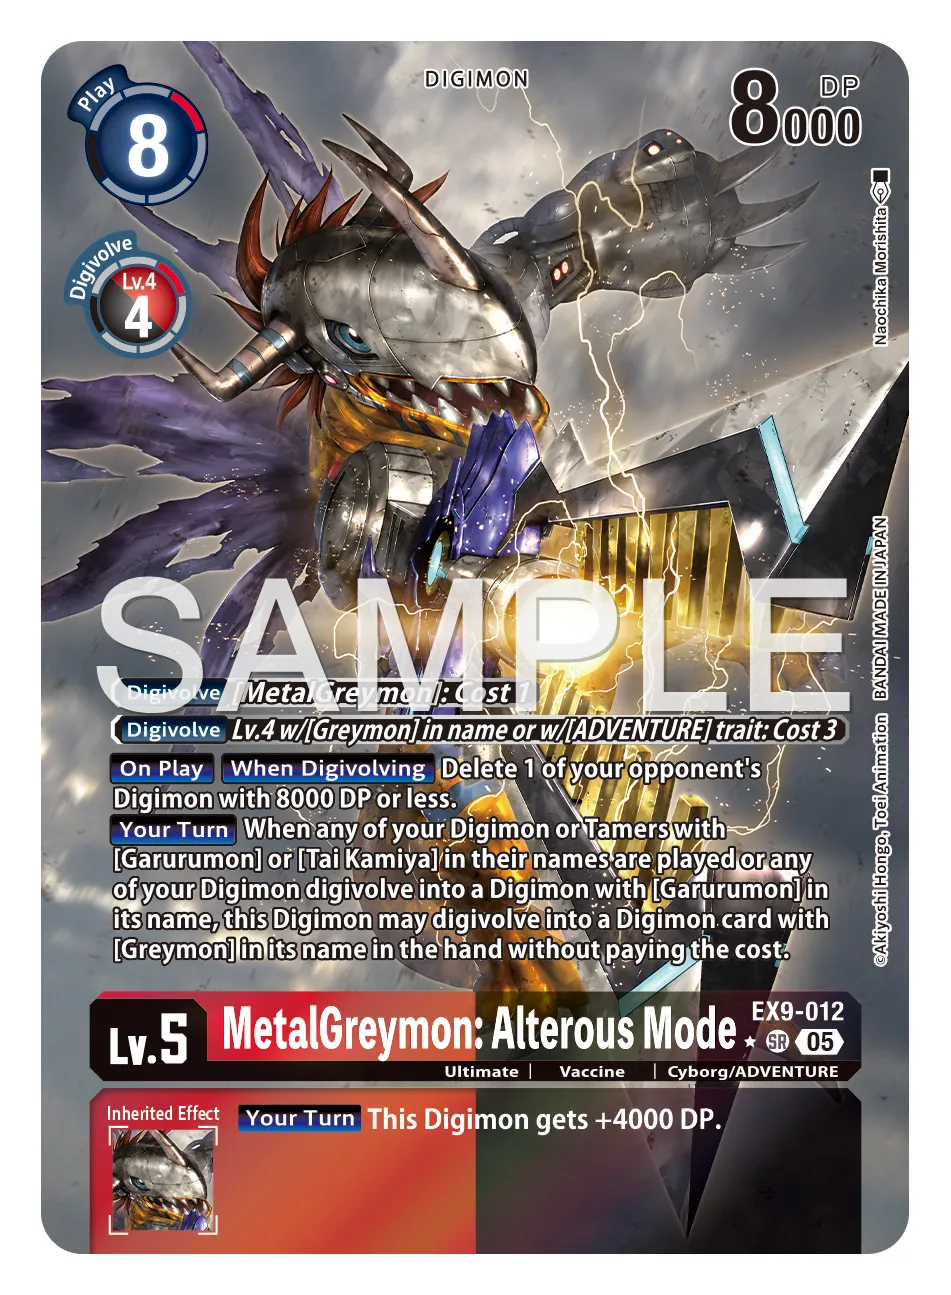 DIGIMON
Play
8
DP
8000
Digivolve
Lv.4
4
Naochika Morishita
SAMPLE
Digivolve [MetalGreymon]: Cost 1
Digivolve Lv.4 w/[Greymon] in name or w/[ADVENTURE] trait: Cost 3
On Play When Digivolving Delete 1 of your opponent's
Digimon with 8000 DP or less.
Your Turn When any of your Digimon or Tamers with
[Garurumon] or [Tai Kamiya] in their names are played or any
of your Digimon digivolve into a Digimon with [Garurumon] in
its name, this Digimon may digivolve into a Digimon card with
[Greymon] in its name in the hand without paying the cost.
©Akiyoshi Hongo, Toei Animation BANDAI MADE IN JAPAN
Lv.5
MetalGreymon: Alterous Mode
EX9-012
★ SR 05
Ultimate | Vaccine | Cyborg/ADVENTURE
Inherited Effect
Your Turn This Digimon gets +4000 DP.